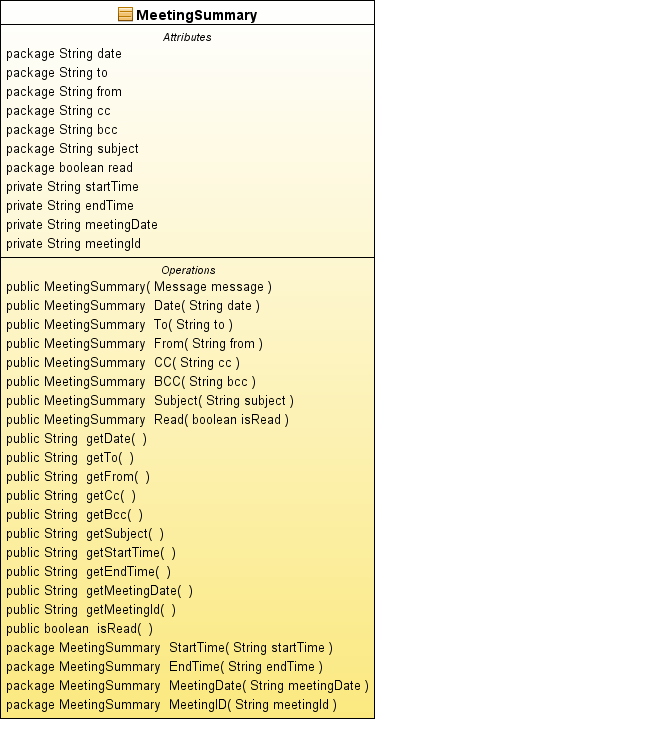 MeetingSummary
Attributes
package String date
package String to
package String from
package String cc
package String bcc
package String subject
package boolean read
private String startTime
private String endTime
private String meetingDate
private String meetingId
Operations
public MeetingSummary( Message message )
public MeetingSummary  Date( String date )
public MeetingSummary  To( String to )
public MeetingSummary  From( String from )
public MeetingSummary  CC( String cc )
public MeetingSummary  BCC( String bcc )
public MeetingSummary  Subject( String subject )
public MeetingSummary  Read( boolean isRead )
public String  getDate(  )
public String  getTo(  )
public String  getFrom(  )
public String  getCc(  )
public String  getBcc(  )
public String  getSubject(  )
public String  getStartTime(  )
public String  getEndTime(  )
public String  getMeetingDate(  )
public String  getMeetingId(  )
public boolean  isRead(  )
package MeetingSummary  StartTime( String startTime )
package MeetingSummary  EndTime( String endTime )
package MeetingSummary  MeetingDate( String meetingDate )
package MeetingSummary  MeetingID( String meetingId )